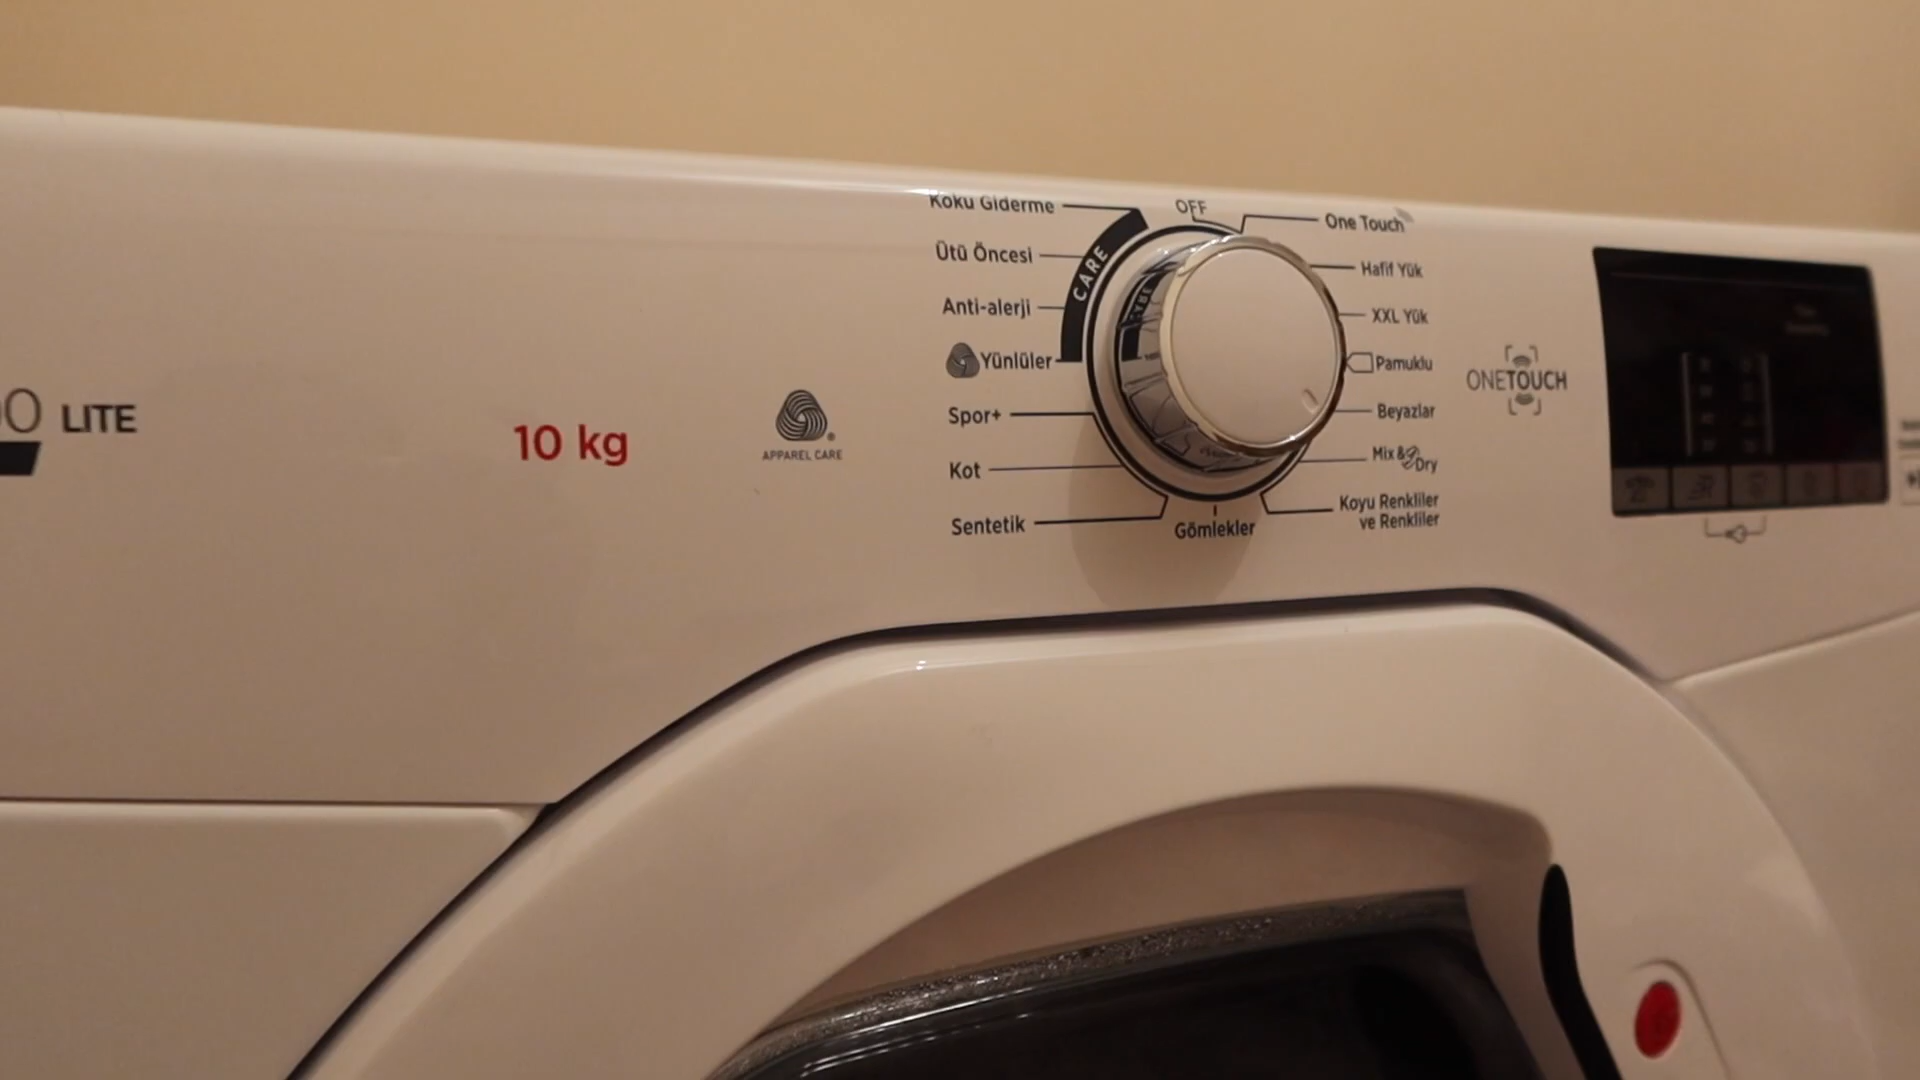 LITE
10 kg
APPAREL CARE
Koku Giderme
Ütü Öncesi
Anti-alerji
Yünlüler
Spor+
Kot
Sentetik
CARE
OFF
One Touch
Hafif Yük
XXL Yük
Pamuklu
Beyazlar
Mix & Dry
Koyu Renkliler
ve Renkliler
Gömlekler
ONETOUCH